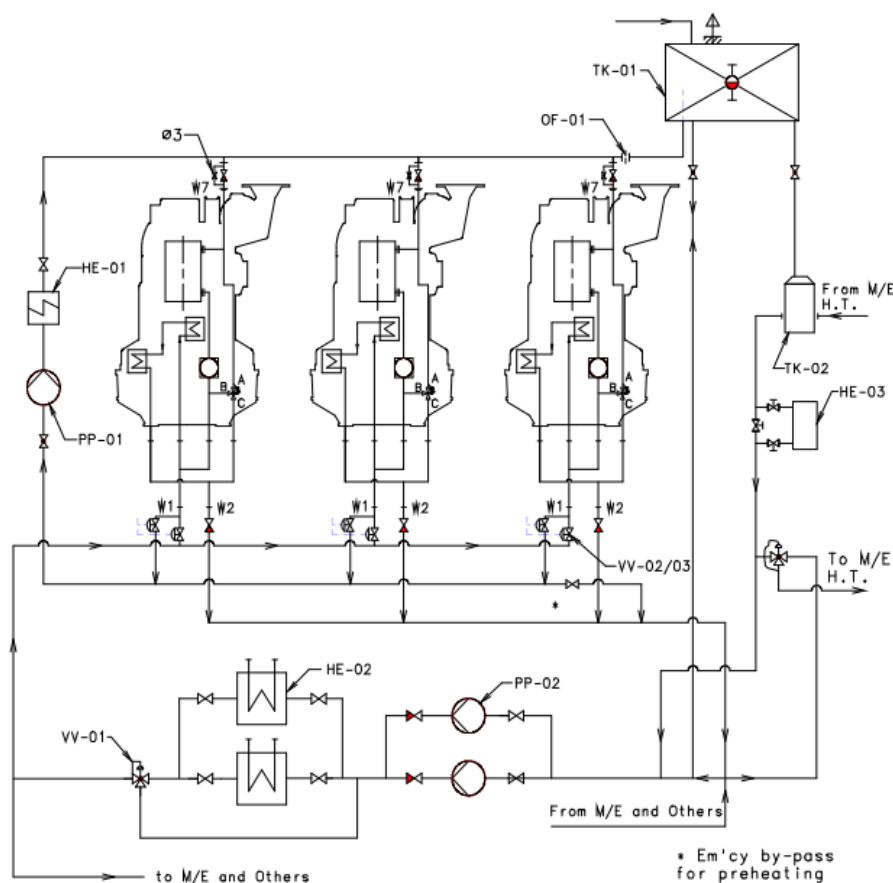 TK-01
OF-01
ø3
W7
W7
W7
HE-01
From M/E
H.T.
TK-02
HE-03
PP-01
A
B
C
A
B
C
A
B
C
W1
W2
W1
W2
W1
W2
VV-02/03
To M/E
H.T.
*
HE-02
PP-02
VV-01
From M/E and Others
to M/E and Others
* Em'cy by-pass
for preheating